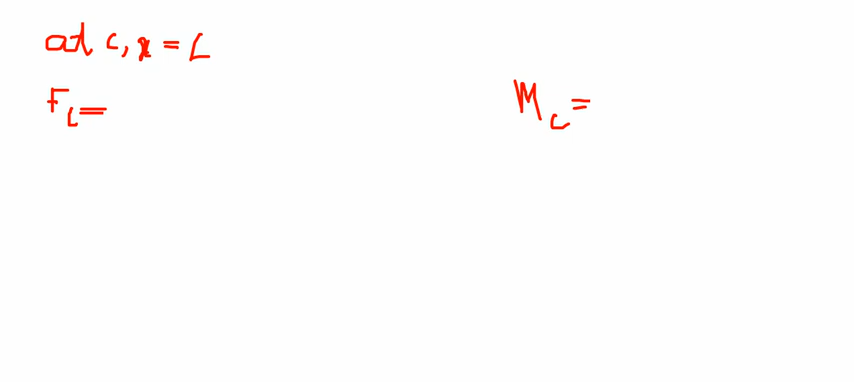 at c, x = L
F_c =
M_c =